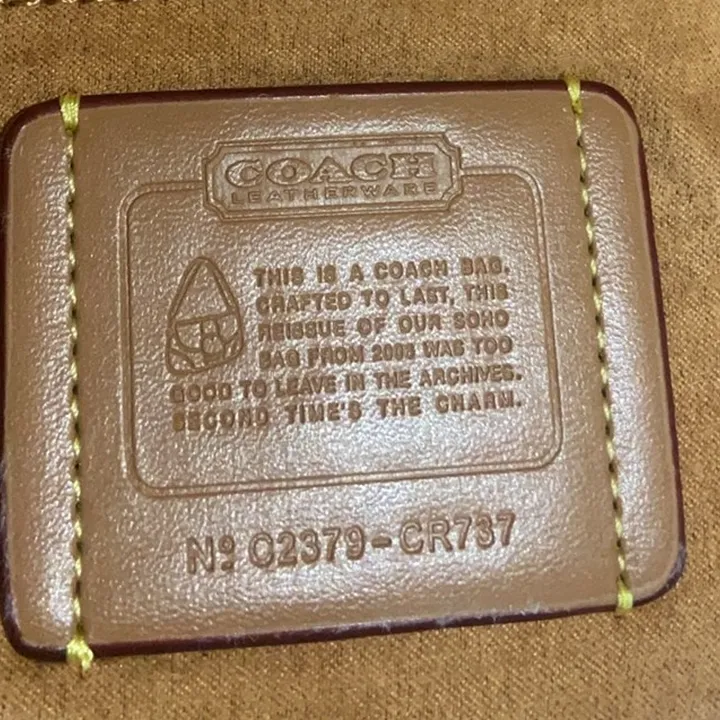 COACH
LEATHERWARE
THIS IS A COACH BAG.
CRAFTED TO LAST, THIS
REISSUE OF OUR SOHO
BAG FROM 2003 WAS TOO
GOOD TO LEAVE IN THE ARCHIVES.
SECOND TIME'S THE CHARM.
Nº C2379-CR737